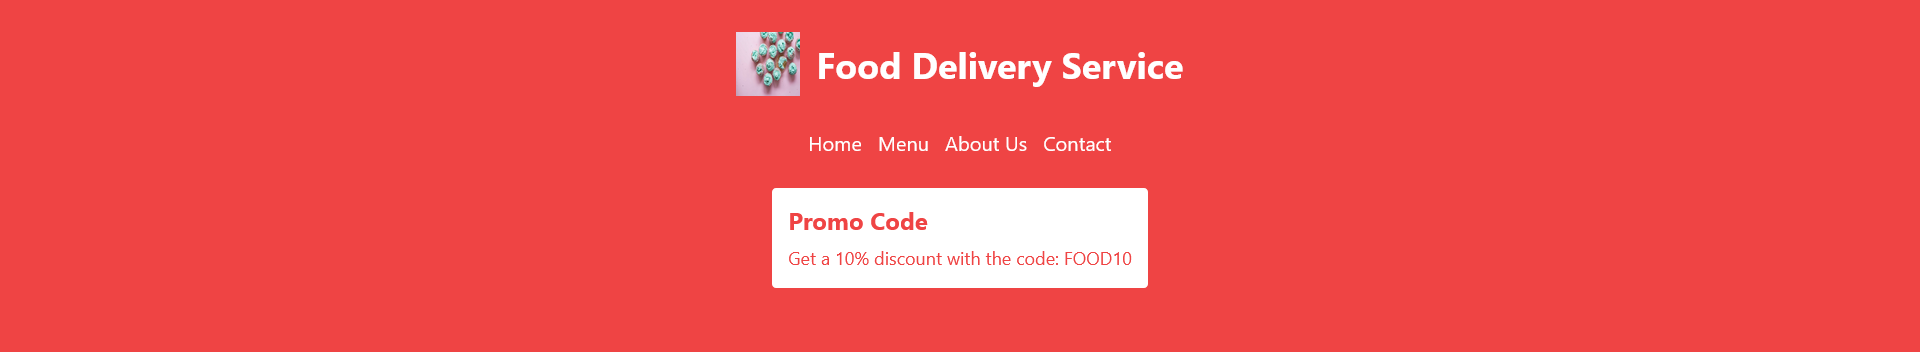 Food Delivery Service
Home Menu About Us Contact
Promo Code
Get a 10% discount with the code: FOOD10